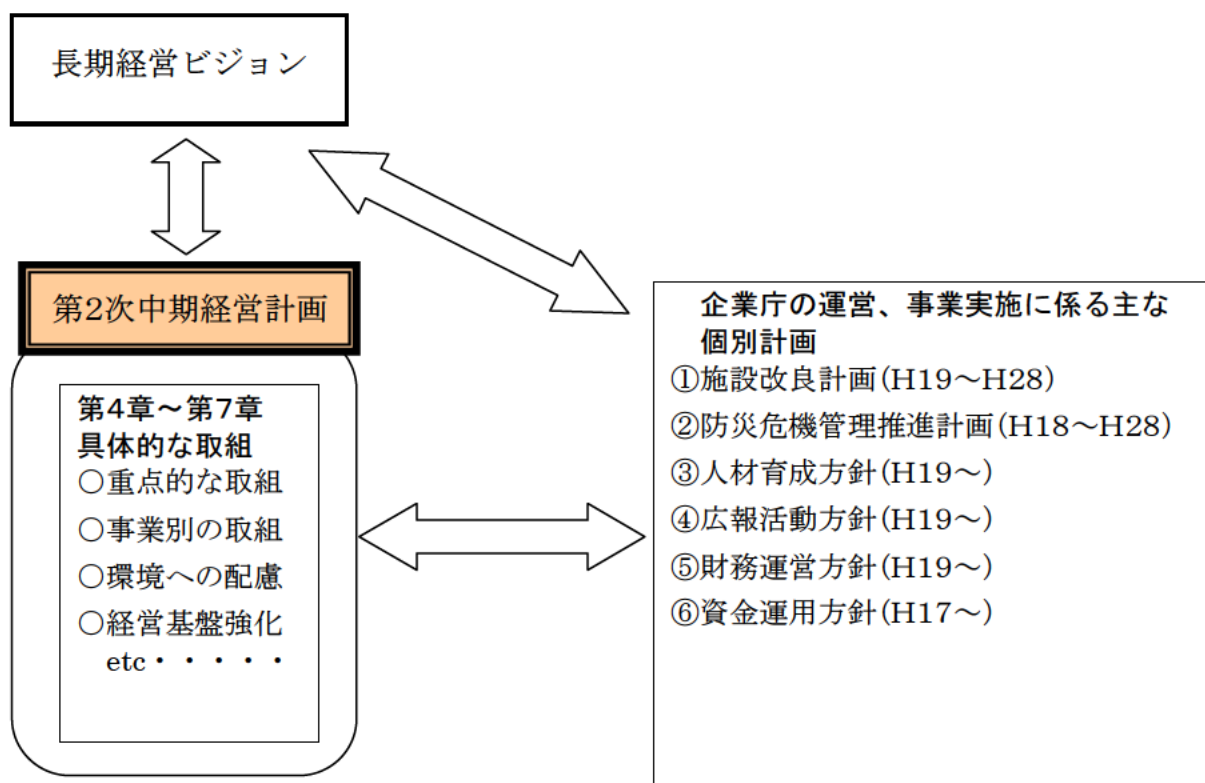 長期経営ビジョン
第2次中期経営計画
第4章～第7章
具体的な取組
○重点的な取組
○事業別の取組
○環境への配慮
○経営基盤強化
etc・・・・・
企業庁の運営、事業実施に係る主な
個別計画
①施設改良計画(H19～H28)
②防災危機管理推進計画(H18～H28)
③人材育成方針(H19～)
④広報活動方針(H19～)
⑤財務運営方針(H19～)
⑥資金運用方針(H17～)